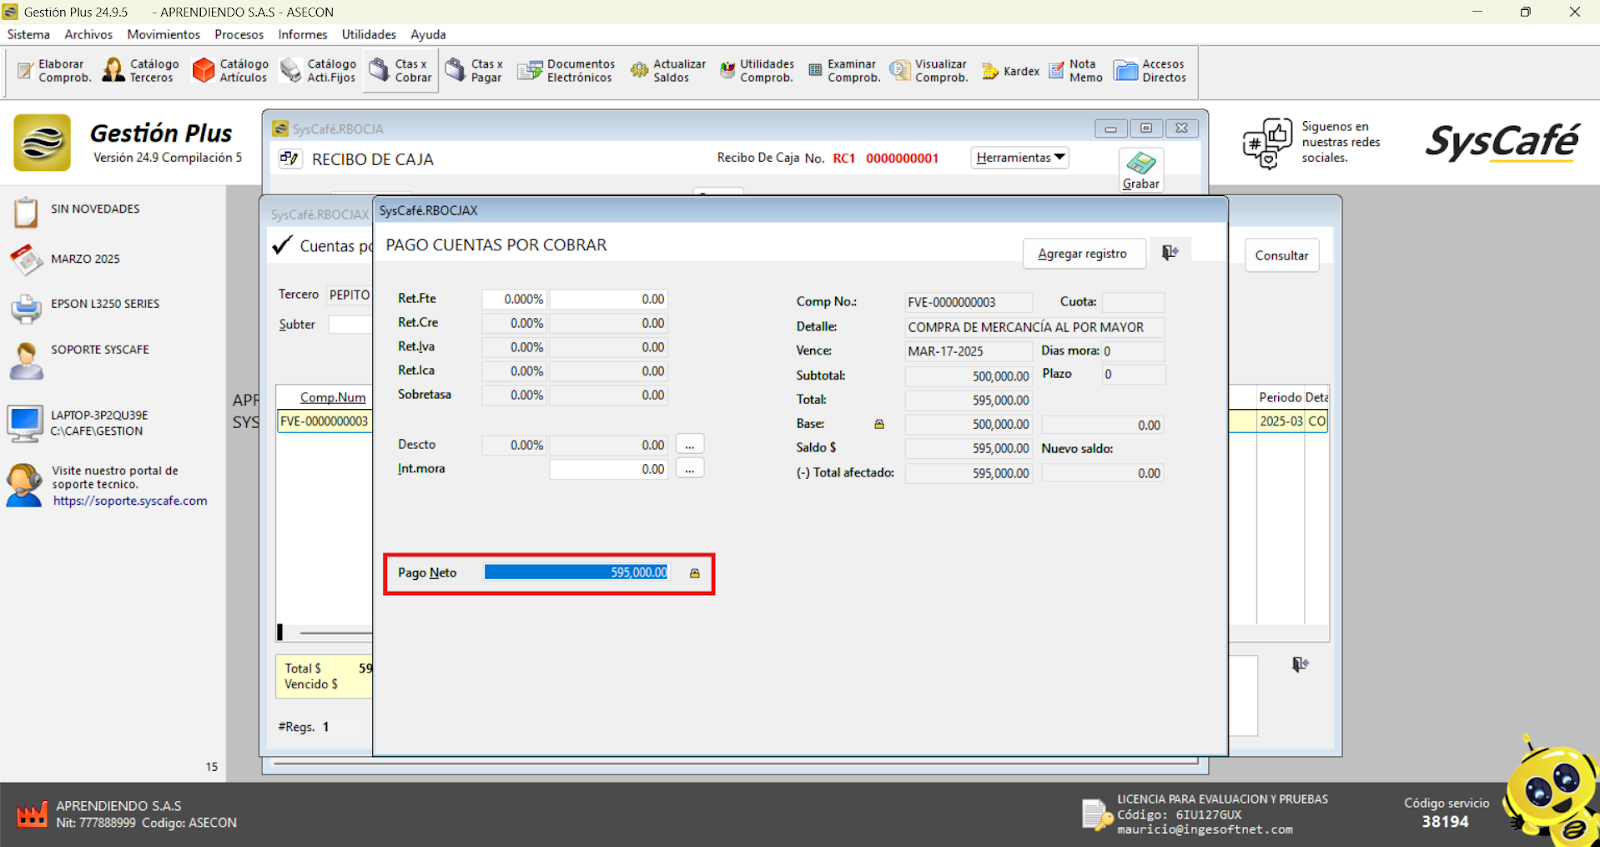 Gestión Plus 24.9.5 - APRENDIENDO S.A.S - ASECON
Sistema Archivos Movimientos Procesos Informes Utilidades Ayuda
Elaborar Comprob.
Catálogo Terceros
Catálogo Artículos
Catálogo Acti.Fijos
Ctas x Cobrar
Ctas x Pagar
Documentos Electrónicos
Actualizar Saldos
Utilidades Comprob.
Examinar Comprob.
Visualizar Comprob.
Kardex
Nota Memo
Accesos Directos
Gestión Plus
Versión 24.9 Compilación 5
SysCafé.RBOCJA
RECIBO DE CAJA
Recibo De Caja No. RC1 0000000001
Herramientas
Grabar
Siguenos en
nuestras redes
sociales.
SysCafé
SIN NOVEDADES
MARZO 2025
EPSON L3250 SERIES
SOPORTE SYSCAFE
LAPTOP-3P2QU39E
C:\CAFE\GESTION
Visite nuestro portal de
soporte tecnico.
https://soporte.syscafe.com
15
APR
SYS
SysCafé.RBOCJAX
Cuentas po
Tercero PEPITO
Subter
Comp.Num
FVE-0000000003
Total $ 59
Vencido $
#Regs. 1
SysCafé.RBOCJAX
PAGO CUENTAS POR COBRAR
Agregar registro
Ret.Fte 0.000% 0.00
Ret.Cre 0.00% 0.00
Ret.Iva 0.00% 0.00
Ret.Ica 0.00% 0.00
Sobretasa 0.00% 0.00
Descto 0.00% 0.00 ...
Int.mora 0.00 ...
Pago Neto 595,000.00
Comp No.: FVE-0000000003 Cuota:
Detalle: COMPRA DE MERCANCÍA AL POR MAYOR
Vence: MAR-17-2025 Dias mora: 0
Subtotal: 500,000.00 Plazo 0
Total: 595,000.00
Base: 500,000.00 0.00
Saldo $ 595,000.00 Nuevo saldo:
(-) Total afectado: 595,000.00 0.00
Consultar
Periodo Deta
2025-03 CO
APRENDIENDO S.A.S
Nit: 777888999 Codigo: ASECON
LICENCIA PARA EVALUACION Y PRUEBAS
Código: 6IU127GUX
mauricio@ingesoftnet.com
Código servicio
38194